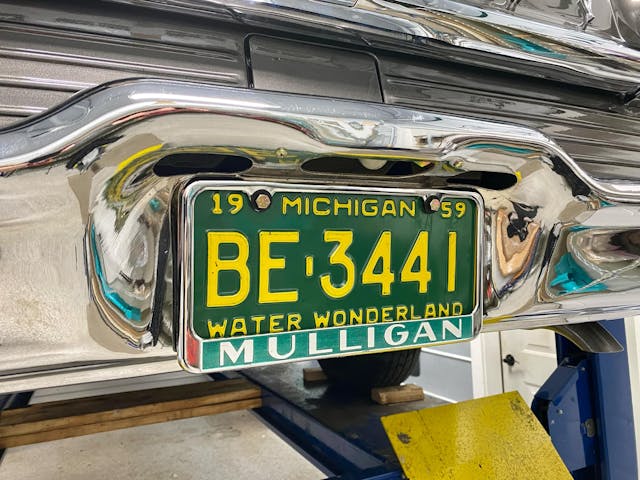 19 MICHIGAN 59
BE-3441
WATER WONDERLAND
MULLIGAN